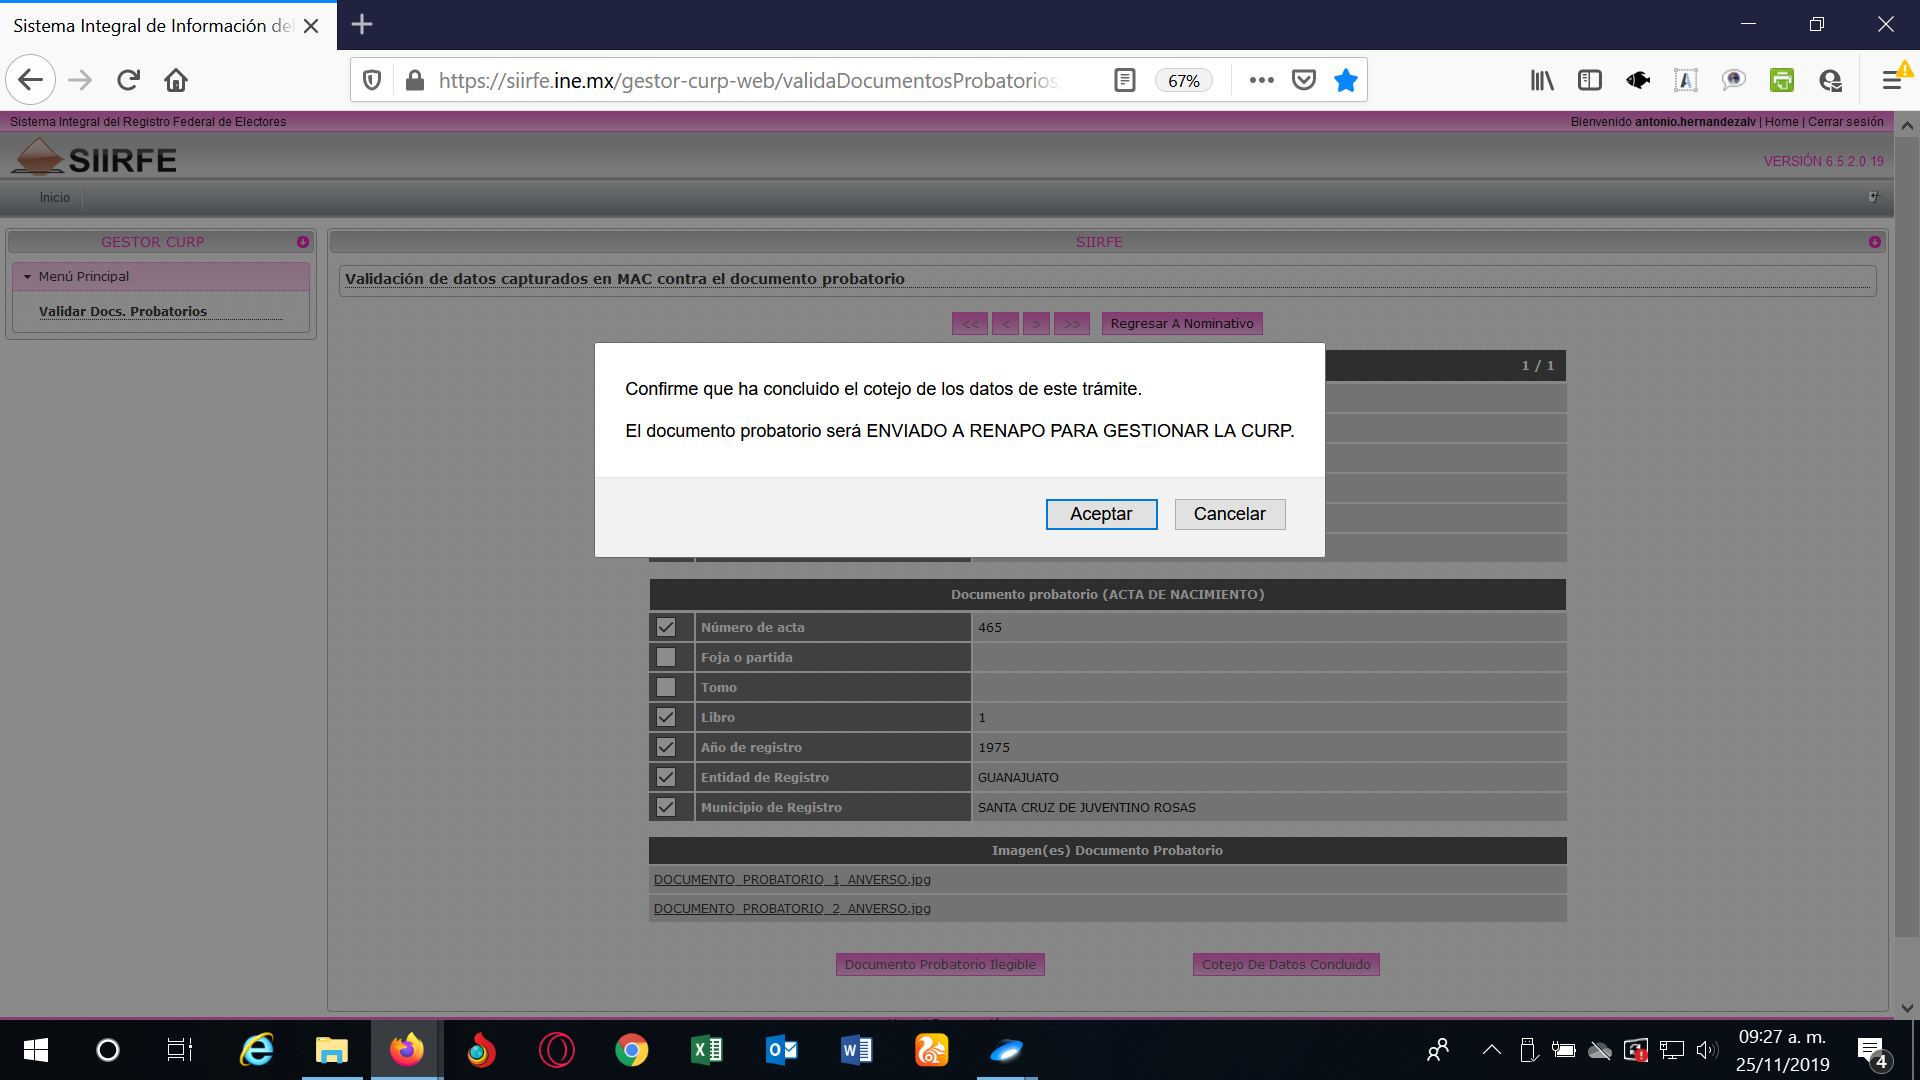 Sistema Integral de Información del
https://siirfe.ine.mx/gestor-curp-web/validaDocumentosProbatorios
67%
Sistema Integral del Registro Federal de Electores
Bienvenido antonio.hernandezalv | Home | Cerrar sesión
SIIRFE
VERSIÓN 6.5.2.0.19
Inicio
GESTOR CURP
SIIRFE
Menú Principal
Validar Docs. Probatorios
Validación de datos capturados en MAC contra el documento probatorio
<< < > >> Regresar A Nominativo
1 / 1
Confirme que ha concluido el cotejo de los datos de este trámite.
El documento probatorio será ENVIADO A RENAPO PARA GESTIONAR LA CURP.
Aceptar Cancelar
Documento probatorio (ACTA DE NACIMIENTO)
Número de acta 465
Foja o partida
Tomo
Libro 1
Año de registro 1975
Entidad de Registro GUANAJUATO
Municipio de Registro SANTA CRUZ DE JUVENTINO ROSAS
Imagen(es) Documento Probatorio
DOCUMENTO_PROBATORIO_1_ANVERSO.jpg
DOCUMENTO_PROBATORIO_2_ANVERSO.jpg
Documento Probatorio Ilegible
Cotejo De Datos Concluido
09:27 a. m.
25/11/2019
4